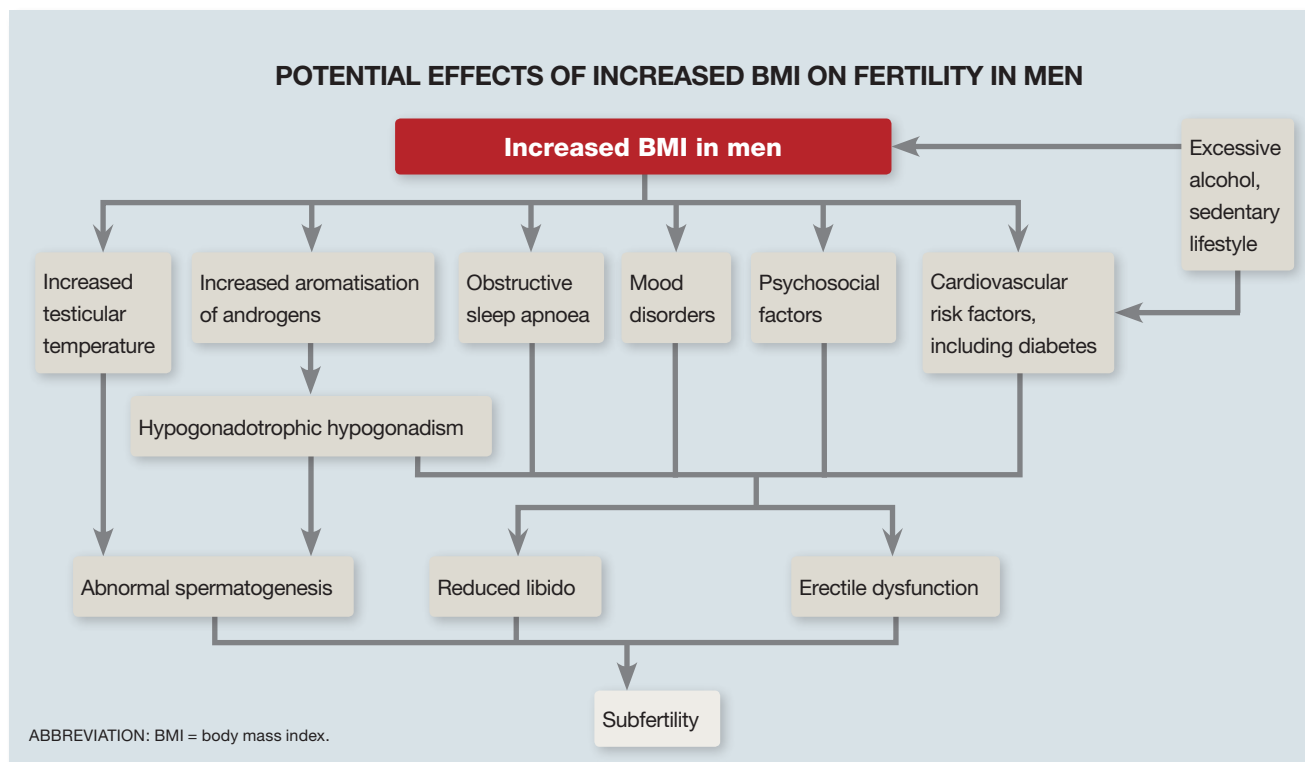 POTENTIAL EFFECTS OF INCREASED BMI ON FERTILITY IN MEN
Increased BMI in men
Excessive
alcohol,
sedentary
lifestyle
Increased
testicular
temperature
Increased aromatisation
of androgens
Obstructive
sleep apnoea
Mood
disorders
Psychosocial
factors
Cardiovascular
risk factors,
including diabetes
Hypogonadotrophic hypogonadism
Abnormal spermatogenesis
Reduced libido
Erectile dysfunction
Subfertility
ABBREVIATION: BMI = body mass index.